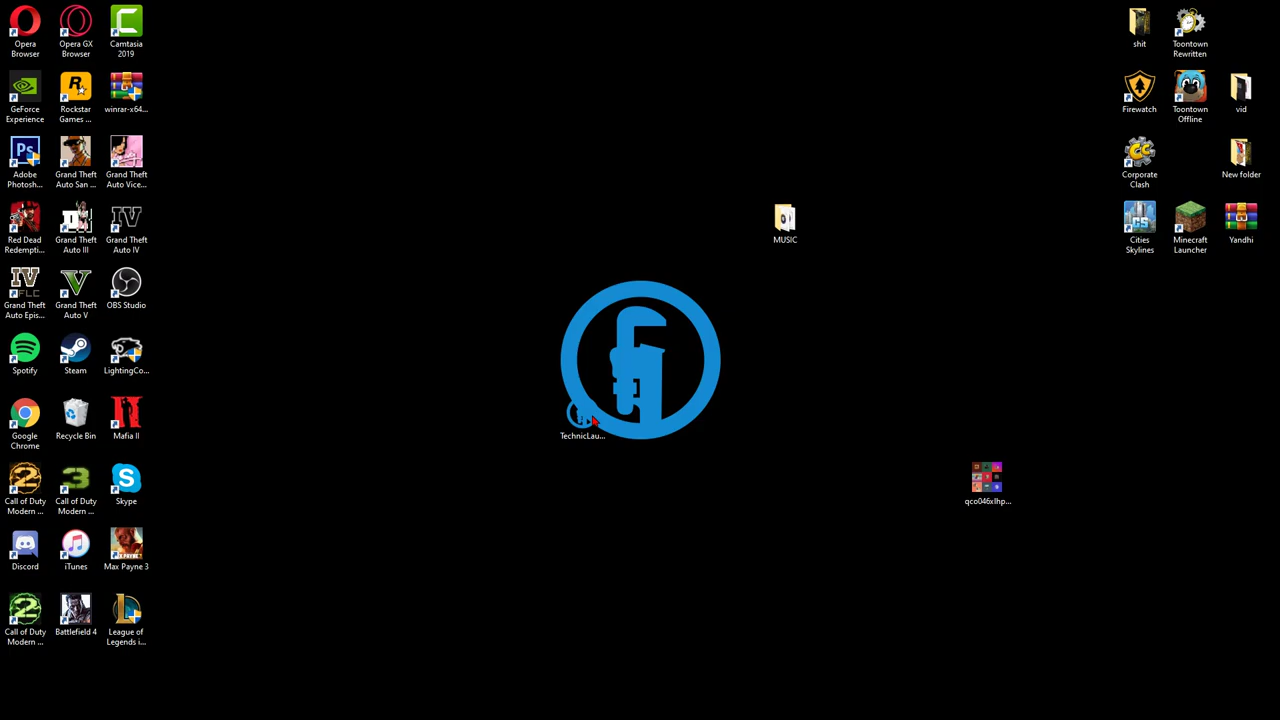 Opera
Browser
Opera GX
Browser
Camtasia
2019
GeForce
Experience
Rockstar
Games ...
winrar-x64...
Adobe
Photosh...
Grand Theft
Auto San ...
Grand Theft
Auto Vice...
Red Dead
Redempti...
Grand Theft
Auto III
Grand Theft
Auto IV
Grand Theft
Auto Epis...
Grand Theft
Auto V
OBS Studio
Spotify
Steam
LightingCo...
Google
Chrome
Recycle Bin
Mafia II
Call of Duty
Modern ...
Call of Duty
Modern ...
Skype
Discord
iTunes
Max Payne 3
Call of Duty
Modern ...
Battlefield 4
League of
Legends i...
TechnicLau...
MUSIC
qco046xlhp...
shit
Toontown
Rewritten
Firewatch
Toontown
Offline
vid
Corporate
Clash
New folder
Cities
Skylines
Minecraft
Launcher
Yandhi